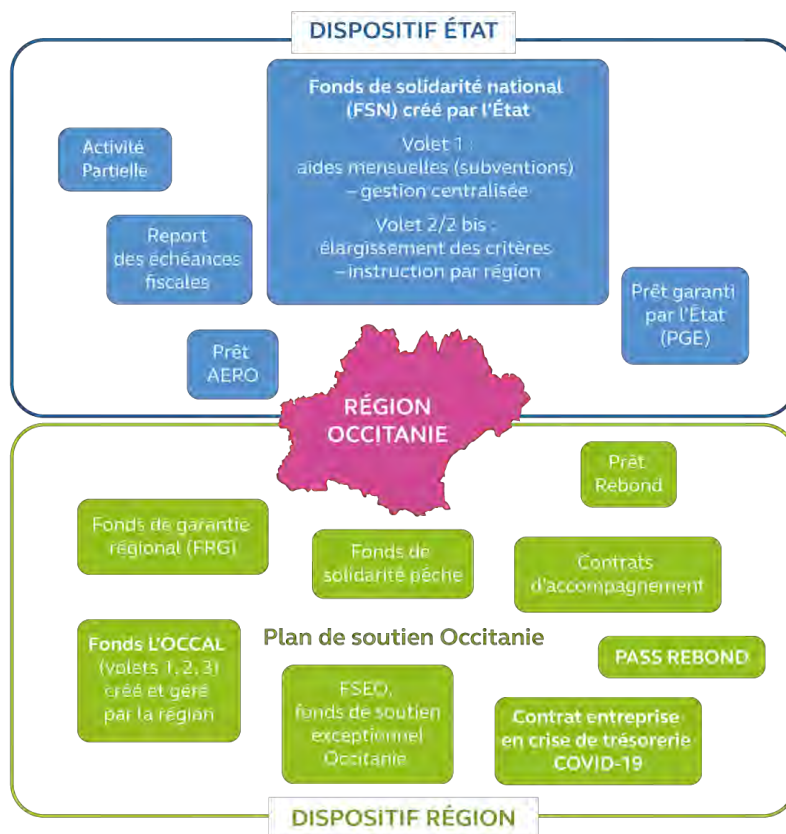 DISPOSITIF ÉTAT
Fonds de solidarité national
(FSN) créé par l'État
Volet 1 :
aides mensuelles (subventions)
– gestion centralisée
Volet 2/2 bis :
élargissement des critères
– instruction par région
Activité
Partielle
Report
des échéances
fiscales
Prêt garanti
par l'État
(PGE)
Prêt
AERO
RÉGION
OCCITANIE
Prêt
Rebond
Fonds de garantie
régional (FRG)
Fonds de
solidarité pêche
Contrats
d'accompagnement
Plan de soutien Occitanie
Fonds L'OCCAL
(volets 1, 2, 3)
créé et géré
par la région
PASS REBOND
FSEO,
fonds de soutien
exceptionnel
Occitanie
Contrat entreprise
en crise de trésorerie
COVID-19
DISPOSITIF RÉGION